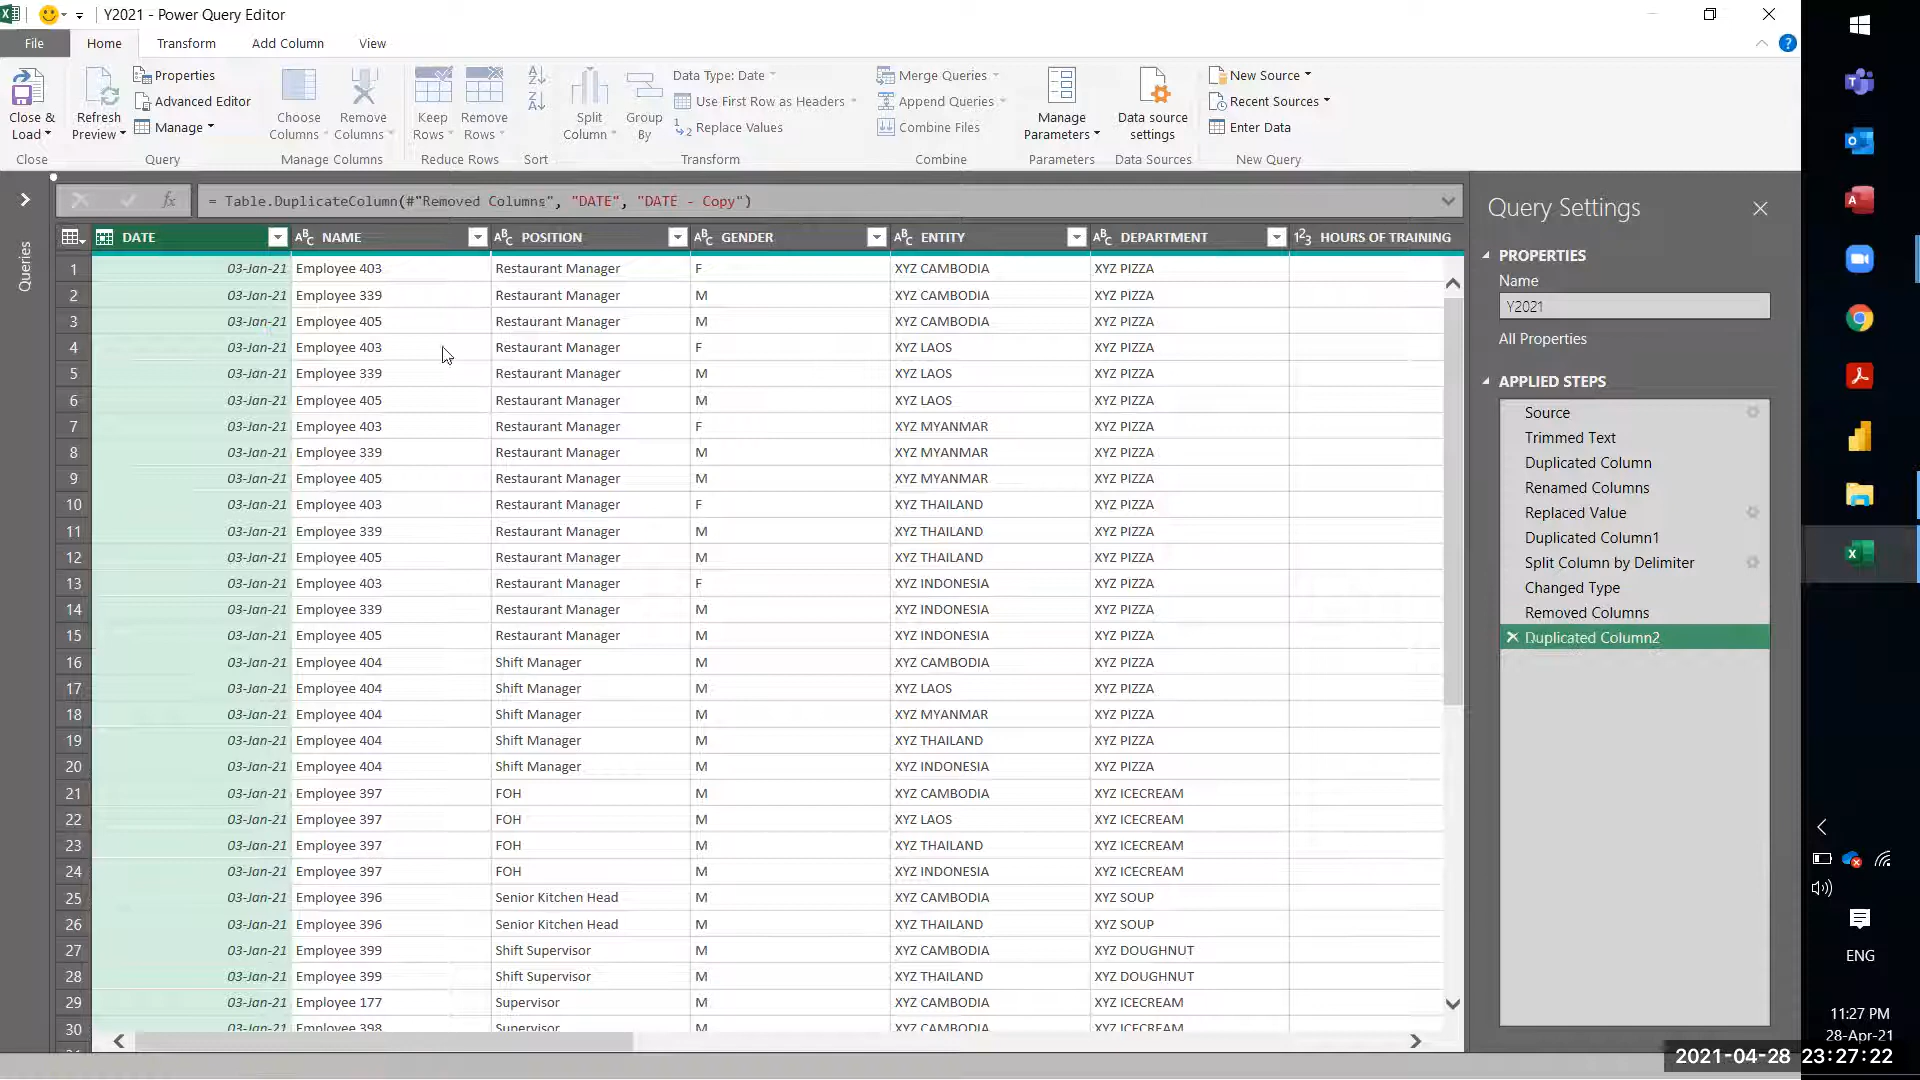 Y2021 - Power Query Editor
File Home Transform Add Column View
Close & Load
Close
Refresh Preview
Properties
Advanced Editor
Manage
Query
Choose Columns
Remove Columns
Manage Columns
Keep Rows
Remove Rows
Reduce Rows
Sort
Split Column
Group By
Data Type: Date
Use First Row as Headers
Replace Values
Transform
Merge Queries
Append Queries
Combine Files
Combine
Manage Parameters
Parameters
Data source settings
Data Sources
New Source
Recent Sources
Enter Data
New Query
Queries
= Table.DuplicateColumn(#"Removed Columns", "DATE", "DATE - Copy")
DATE NAME POSITION GENDER ENTITY DEPARTMENT HOURS OF TRAINING
1 03-Jan-21 Employee 403 Restaurant Manager F XYZ CAMBODIA XYZ PIZZA
2 03-Jan-21 Employee 339 Restaurant Manager M XYZ CAMBODIA XYZ PIZZA
3 03-Jan-21 Employee 405 Restaurant Manager M XYZ CAMBODIA XYZ PIZZA
4 03-Jan-21 Employee 403 Restaurant Manager F XYZ LAOS XYZ PIZZA
5 03-Jan-21 Employee 339 Restaurant Manager M XYZ LAOS XYZ PIZZA
6 03-Jan-21 Employee 405 Restaurant Manager M XYZ LAOS XYZ PIZZA
7 03-Jan-21 Employee 403 Restaurant Manager F XYZ MYANMAR XYZ PIZZA
8 03-Jan-21 Employee 339 Restaurant Manager M XYZ MYANMAR XYZ PIZZA
9 03-Jan-21 Employee 405 Restaurant Manager M XYZ MYANMAR XYZ PIZZA
10 03-Jan-21 Employee 403 Restaurant Manager F XYZ THAILAND XYZ PIZZA
11 03-Jan-21 Employee 339 Restaurant Manager M XYZ THAILAND XYZ PIZZA
12 03-Jan-21 Employee 405 Restaurant Manager M XYZ THAILAND XYZ PIZZA
13 03-Jan-21 Employee 403 Restaurant Manager F XYZ INDONESIA XYZ PIZZA
14 03-Jan-21 Employee 339 Restaurant Manager M XYZ INDONESIA XYZ PIZZA
15 03-Jan-21 Employee 405 Restaurant Manager M XYZ INDONESIA XYZ PIZZA
16 03-Jan-21 Employee 404 Shift Manager M XYZ CAMBODIA XYZ PIZZA
17 03-Jan-21 Employee 404 Shift Manager M XYZ LAOS XYZ PIZZA
18 03-Jan-21 Employee 404 Shift Manager M XYZ MYANMAR XYZ PIZZA
19 03-Jan-21 Employee 404 Shift Manager M XYZ THAILAND XYZ PIZZA
20 03-Jan-21 Employee 404 Shift Manager M XYZ INDONESIA XYZ PIZZA
21 03-Jan-21 Employee 397 FOH M XYZ CAMBODIA XYZ ICECREAM
22 03-Jan-21 Employee 397 FOH M XYZ LAOS XYZ ICECREAM
23 03-Jan-21 Employee 397 FOH M XYZ THAILAND XYZ ICECREAM
24 03-Jan-21 Employee 397 FOH M XYZ INDONESIA XYZ ICECREAM
25 03-Jan-21 Employee 396 Senior Kitchen Head M XYZ CAMBODIA XYZ SOUP
26 03-Jan-21 Employee 396 Senior Kitchen Head M XYZ THAILAND XYZ SOUP
27 03-Jan-21 Employee 399 Shift Supervisor M XYZ CAMBODIA XYZ DOUGHNUT
28 03-Jan-21 Employee 399 Shift Supervisor M XYZ THAILAND XYZ DOUGHNUT
29 03-Jan-21 Employee 177 Supervisor M XYZ CAMBODIA XYZ ICECREAM
30 03-Jan-21 Employee 398 Supervisor M XYZ CAMBODIA XYZ ICECREAM
Query Settings
PROPERTIES
Name
Y2021
All Properties
APPLIED STEPS
Source
Trimmed Text
Duplicated Column
Renamed Columns
Replaced Value
Duplicated Column1
Split Column by Delimiter
Changed Type
Removed Columns
Duplicated Column2
ENG
11:27 PM
28-Apr-21
2021-04-28 23:27:22